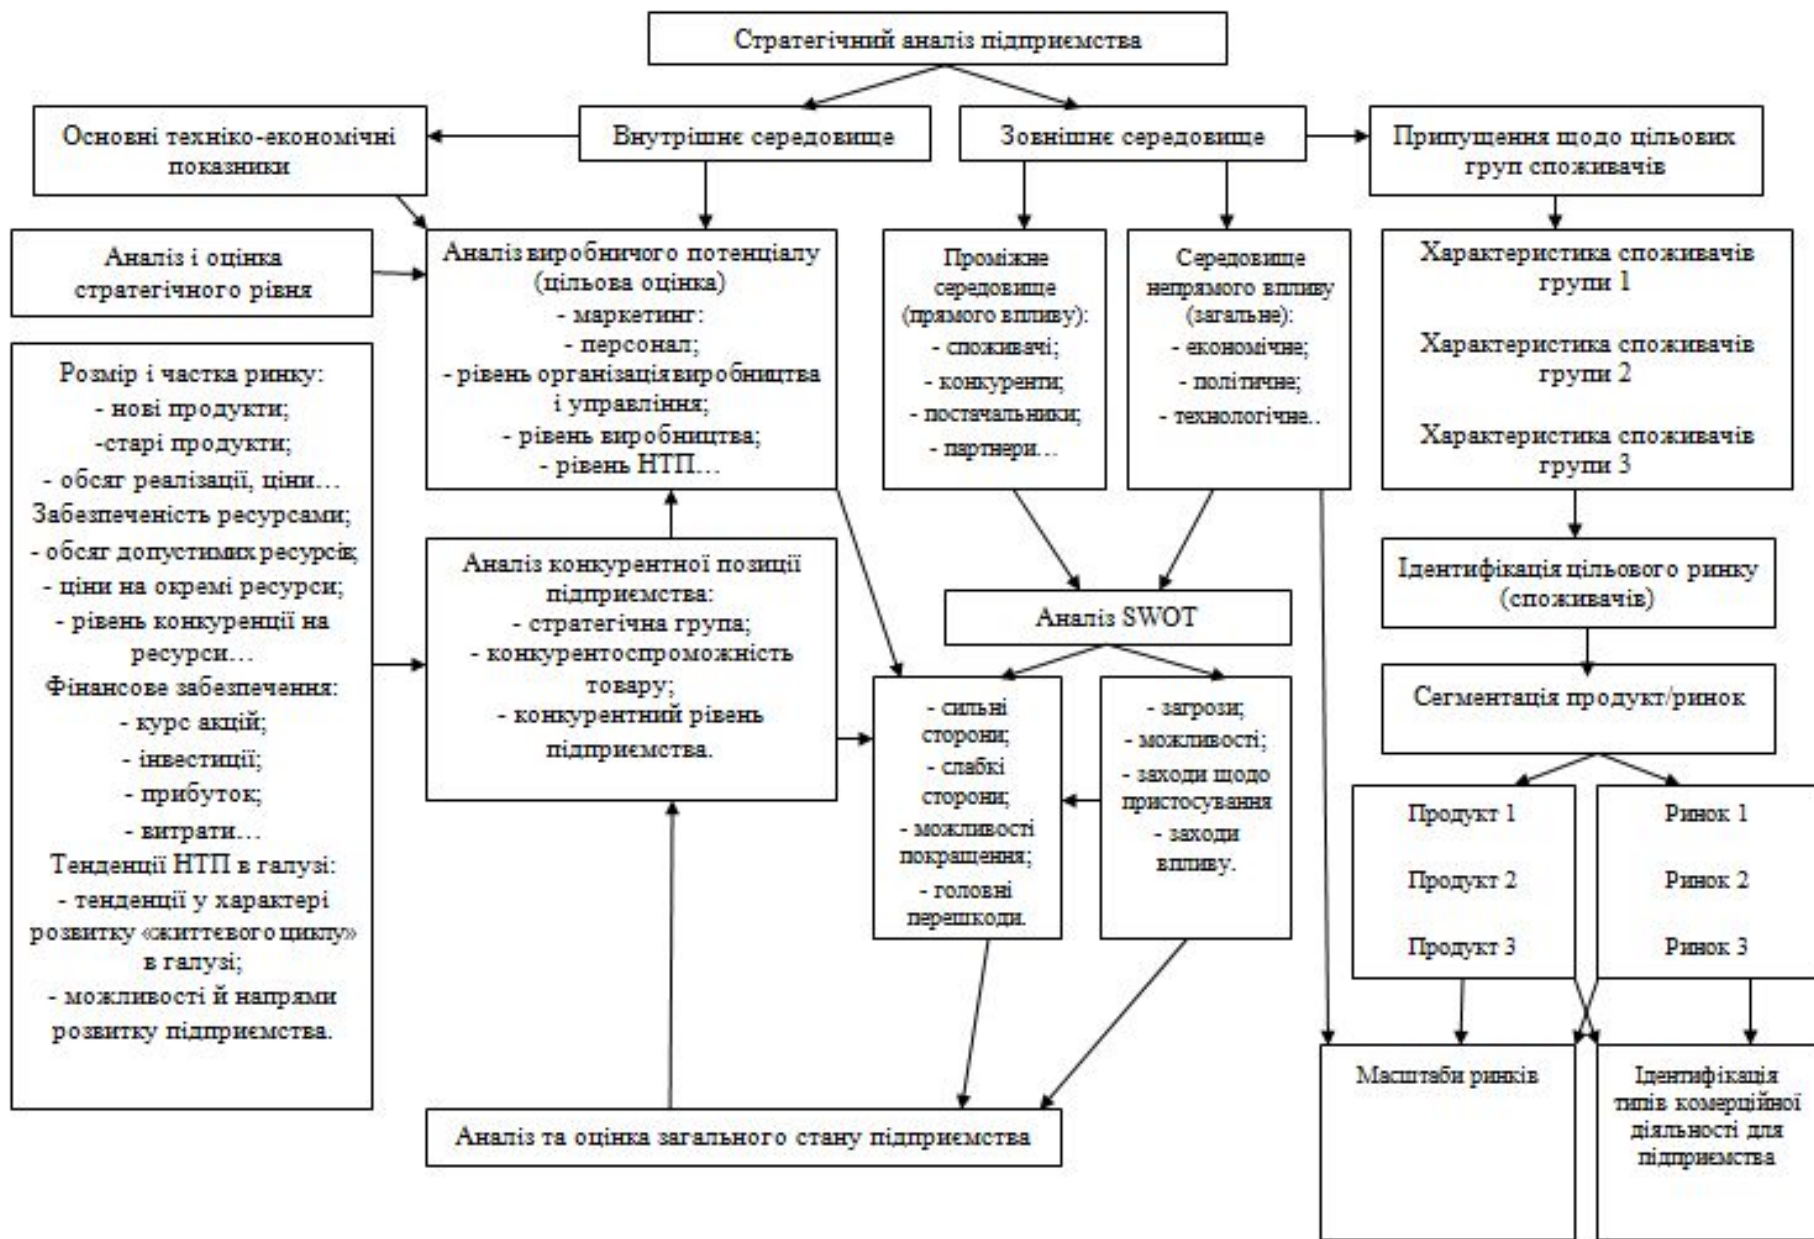 Стратегічний аналіз підприємства
Основні техніко-економічні
показники
Внутрішнє середовище
Зовнішнє середовище
Припущення щодо цільових
груп споживачів
Аналіз і оцінка
стратегічного рівня
Аналіз виробничого потенціалу
(цільова оцінка)
- маркетинг:
- персонал;
- рівень організація виробництва
і управління;
- рівень виробництва;
- рівень НТП...
Проміжне
середовище
(прямого впливу):
- споживачі;
- конкуренти;
- постачальники;
- партнери...
Середовище
непрямого впливу
(загальне):
- економічне;
- політичне;
- технологічне..
Характеристика споживачів
групи 1
Характеристика споживачів
групи 2
Характеристика споживачів
групи 3
Розмір і частка ринку:
- нові продукти;
-старі продукти;
- обсяг реалізації, ціни...
Забезпеченість ресурсами;
- обсяг допустимих ресурсів;
- ціни на окремі ресурси;
- рівень конкуренції на
ресурси...
Фінансове забезпечення:
- курс акцій;
- інвестиції;
- прибуток;
- витрати...
Тенденції НТП в галузі:
- тенденції у характері
розвитку «життєвого циклу»
в галузі;
- можливості й напрями
розвитку підприємства.
Аналіз конкурентної позиції
підприємства:
- стратегічна група;
- конкурентоспроможність
товару;
- конкурентний рівень
підприємства.
Аналіз SWOT
Ідентифікація цільового ринку
(споживачів)
- сильні
сторони;
- слабкі
сторони;
- можливості
покращення;
- головні
перешкоди.
- загрози;
- можливості;
- заходи щодо
пристосування
- заходи
впливу.
Сегментація продукт/ринок
Продукт 1
Продукт 2
Продукт 3
Ринок 1
Ринок 2
Ринок 3
Аналіз та оцінка загального стану підприємства
Масштаби ринків
Ідентифікація
типів комерційної
діяльності для
підприємства